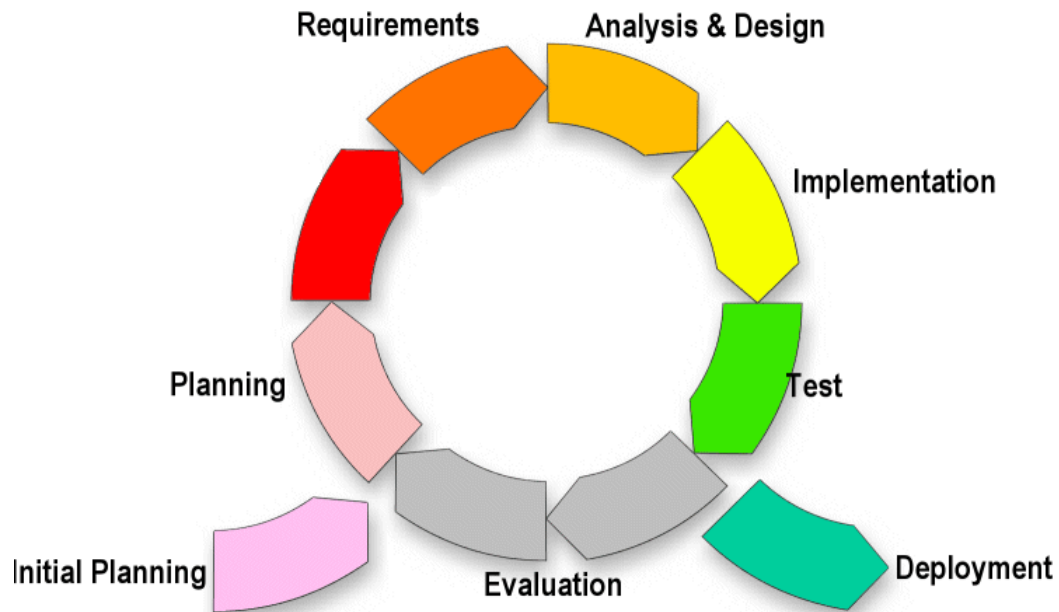 Requirements
Analysis & Design
Implementation
Planning
Test
Initial Planning
Evaluation
Deployment